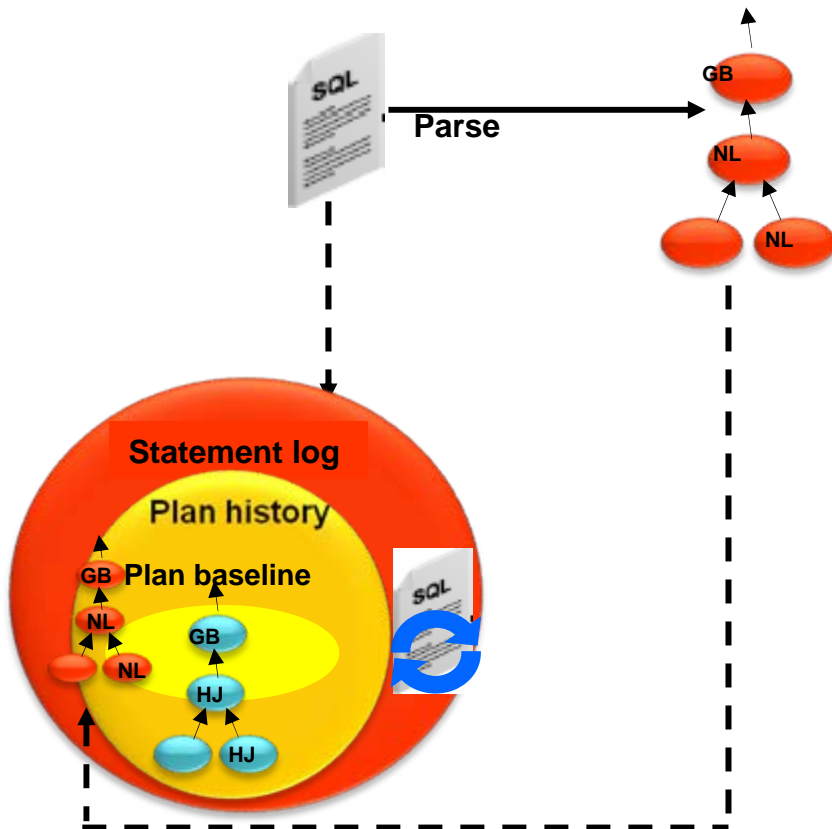 SQL
Parse
GB
NL
NL
Statement log
Plan history
Plan baseline
GB
NL
NL
GB
HJ
HJ
SQL